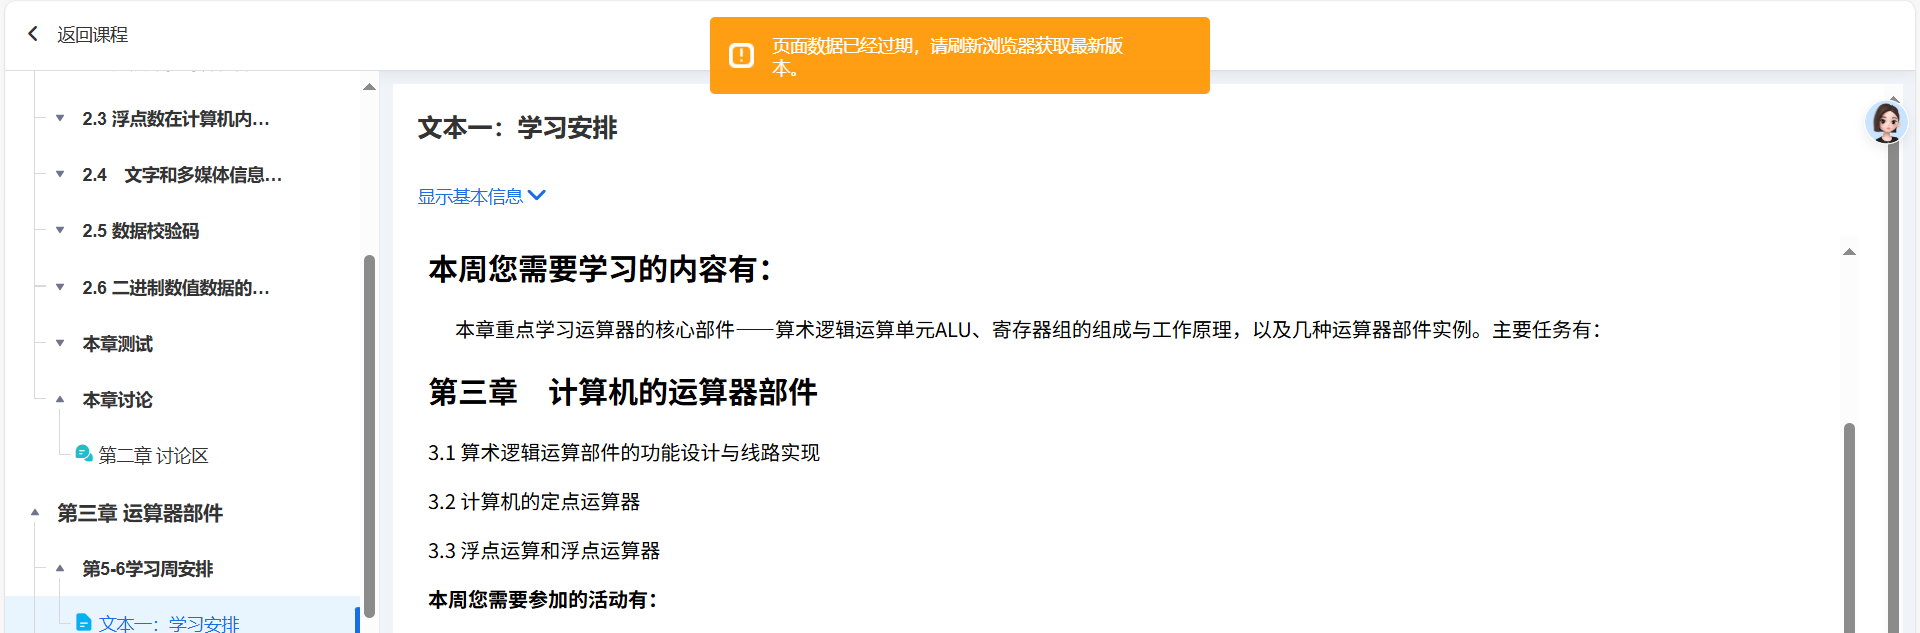 返回课程
页面数据已经过期，请刷新浏览器获取最新版
本。
2.3 浮点数在计算机内...
2.4 文字和多媒体信息...
2.5 数据校验码
2.6 二进制数值数据的...
本章测试
本章讨论
第二章 讨论区
第三章 运算器部件
第5-6学习周安排
文本一：学习安排
文本一：学习安排
显示基本信息
本周您需要学习的内容有：
本章重点学习运算器的核心部件——算术逻辑运算单元ALU、寄存器组的组成与工作原理，以及几种运算器部件实例。主要任务有：
第三章 计算机的运算器部件
3.1 算术逻辑运算部件的功能设计与线路实现
3.2 计算机的定点运算器
3.3 浮点运算和浮点运算器
本周您需要参加的活动有：